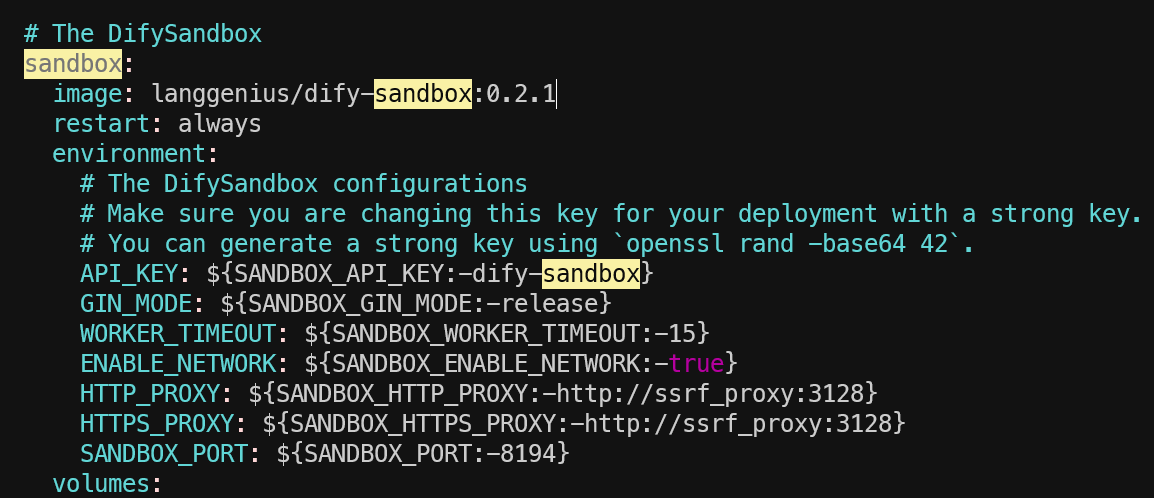 # The DifySandbox
sandbox:
  image: langgenius/dify-sandbox:0.2.1
  restart: always
  environment:
    # The DifySandbox configurations
    # Make sure you are changing this key for your deployment with a strong key.
    # You can generate a strong key using `openssl rand -base64 42`.
    API_KEY: ${SANDBOX_API_KEY:-dify-sandbox}
    GIN_MODE: ${SANDBOX_GIN_MODE:-release}
    WORKER_TIMEOUT: ${SANDBOX_WORKER_TIMEOUT:-15}
    ENABLE_NETWORK: ${SANDBOX_ENABLE_NETWORK:-true}
    HTTP_PROXY: ${SANDBOX_HTTP_PROXY:-http://ssrf_proxy:3128}
    HTTPS_PROXY: ${SANDBOX_HTTPS_PROXY:-http://ssrf_proxy:3128}
    SANDBOX_PORT: ${SANDBOX_PORT:-8194}
  volumes: